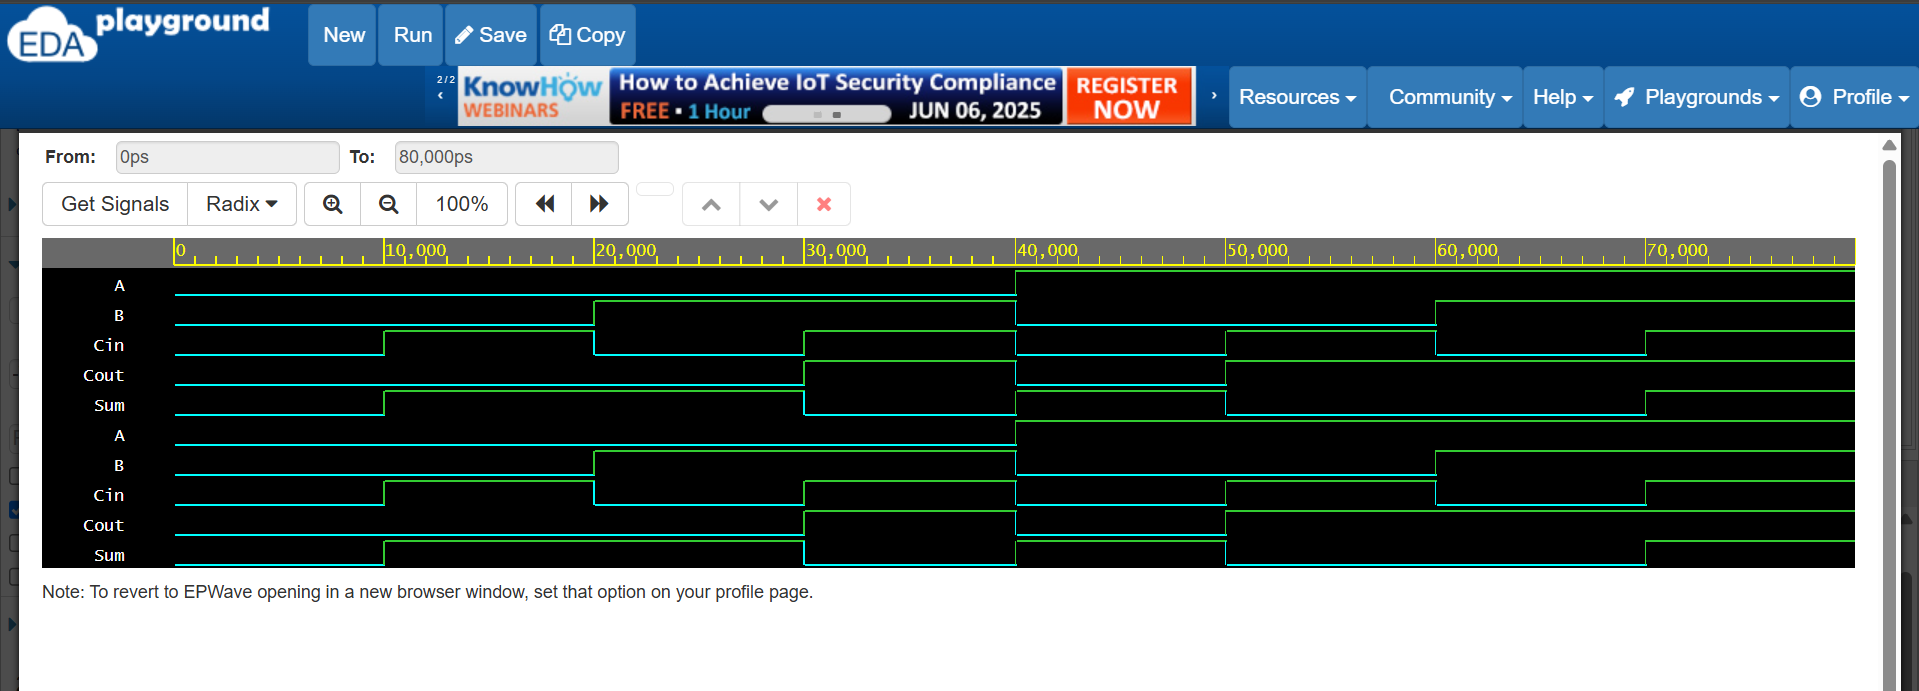 EDA playground
New Run Save Copy
2/2
KnowHow WEBINARS
How to Achieve IoT Security Compliance
FREE ▪ 1 Hour JUN 06, 2025
REGISTER NOW
Resources Community Help Playgrounds Profile
From: 0ps To: 80,000ps
Get Signals Radix 100%
0 10,000 20,000 30,000 40,000 50,000 60,000 70,000
A
B
Cin
Cout
Sum
A
B
Cin
Cout
Sum
Note: To revert to EPWave opening in a new browser window, set that option on your profile page.